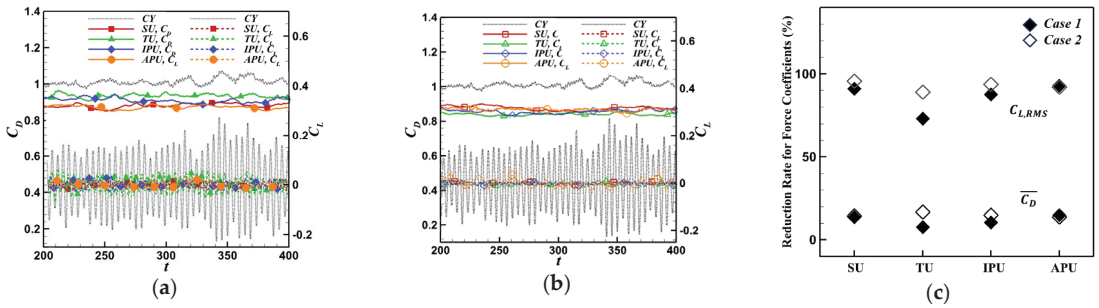 1.4
1.2
1
0.8
0.6
0.4
0.2
C_D
CY
SU, C_D
TU, C_D
IPU, C_D
APU, C_L
CY
SU, C_L
TU, C_L
IPU, C_L
APU, C_L
0.6
0.4
0.2
0
-0.2
C_L
200 250 300 350 400
t
(a)
1.4
1.2
1
0.8
0.6
0.4
0.2
C_D
CY
SU, C
TU, C
IPU, C
APU, C_L
CY
SU, C_L
TU, C_L
IPU, C_L
APU, C_L
0.6
0.4
0.2
0
-0.2
C_L
200 250 300 350 400
t
(b)
Reduction Rate for Force Coefficients (%)
100
50
0
Case 1
Case 2
C_L,RMS
C_D
SU TU IPU APU
(c)